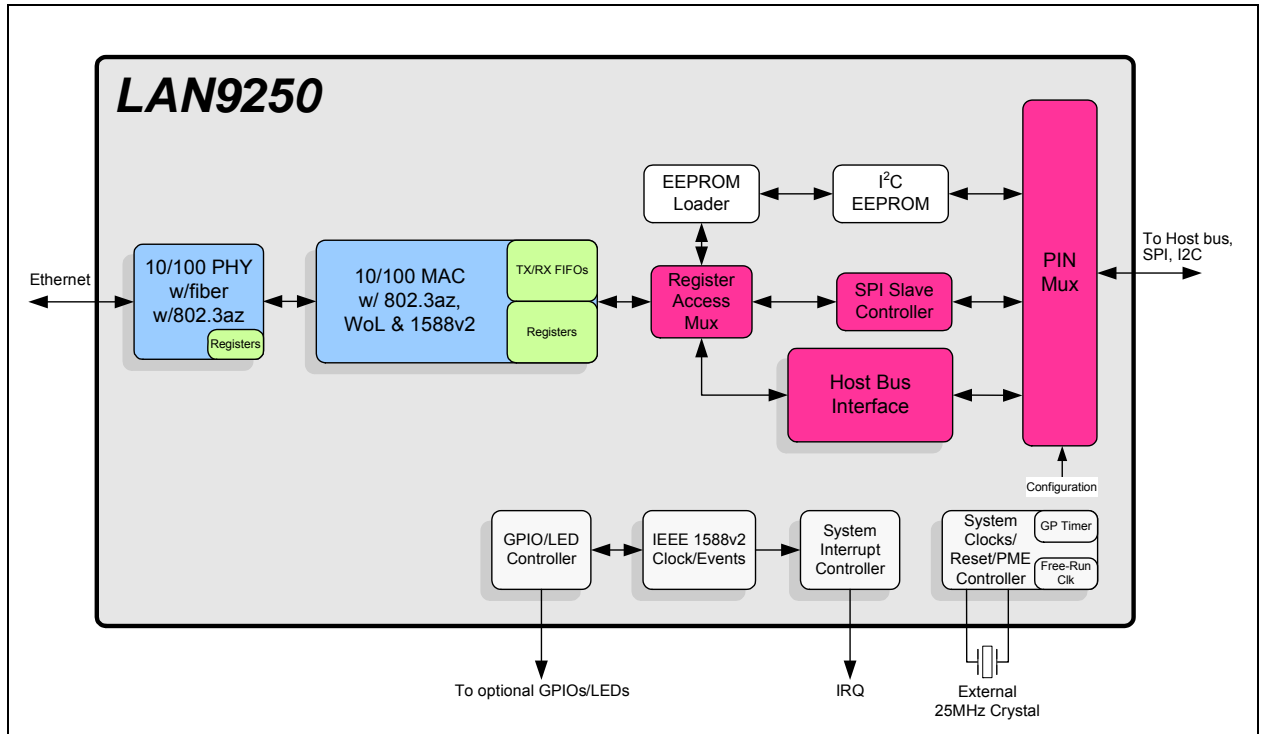 LAN9250
EEPROM
Loader
I²C
EEPROM
To Host bus,
SPI, I2C
Ethernet
10/100 PHY
w/fiber
w/802.3az
Registers
10/100 MAC
w/ 802.3az,
WoL & 1588v2
TX/RX FIFOs
Registers
Register
Access
Mux
SPI Slave
Controller
Host Bus
Interface
PIN
Mux
Configuration
GPIO/LED
Controller
IEEE 1588v2
Clock/Events
System
Interrupt
Controller
System
Clocks/
Reset/PME
Controller
GP Timer
Free-Run
Clk
To optional GPIOs/LEDs
IRQ
External
25MHz Crystal